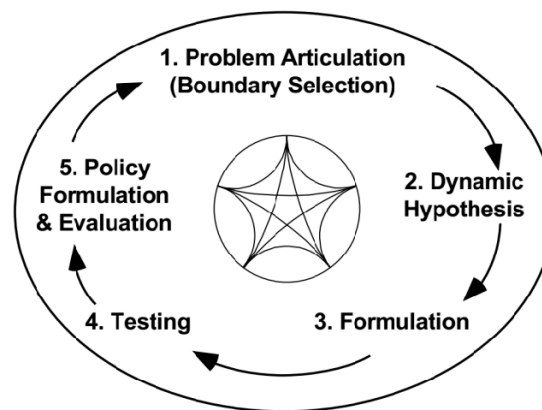 1. Problem Articulation
(Boundary Selection)
2. Dynamic
Hypothesis
3. Formulation
4. Testing
5. Policy
Formulation
& Evaluation